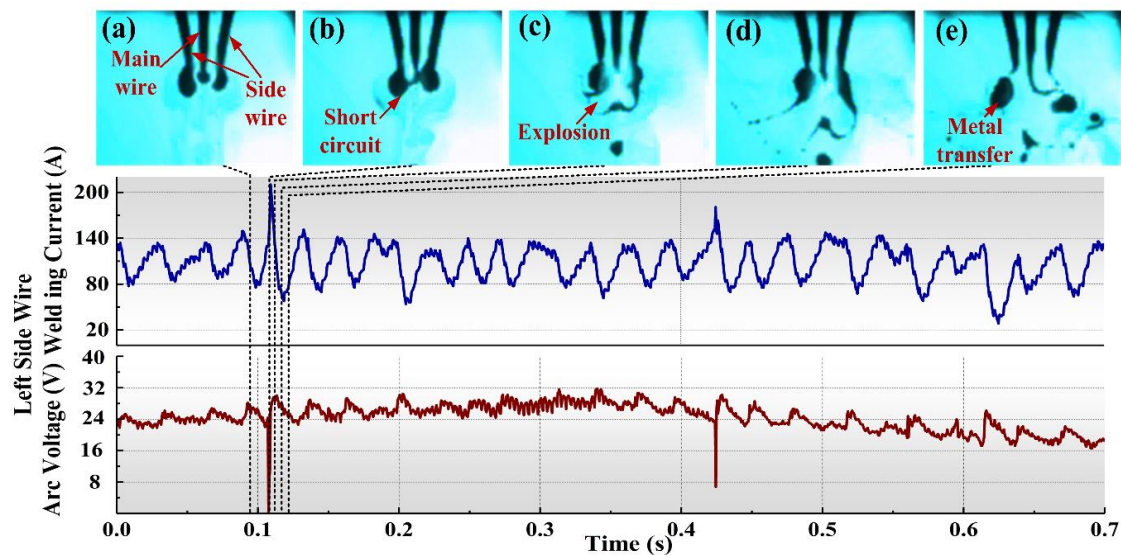 (a)
(b)
(c)
(d)
(e)
Main
wire
Side
wire
Short
circuit
Explosion
Metal
transfer
Left Side Wire
Arc Voltage (V) Weld ing Current (A)
200
140
80
20
40
32
24
16
8
0.0 0.1 0.2 0.3 0.4 0.5 0.6 0.7
Time (s)